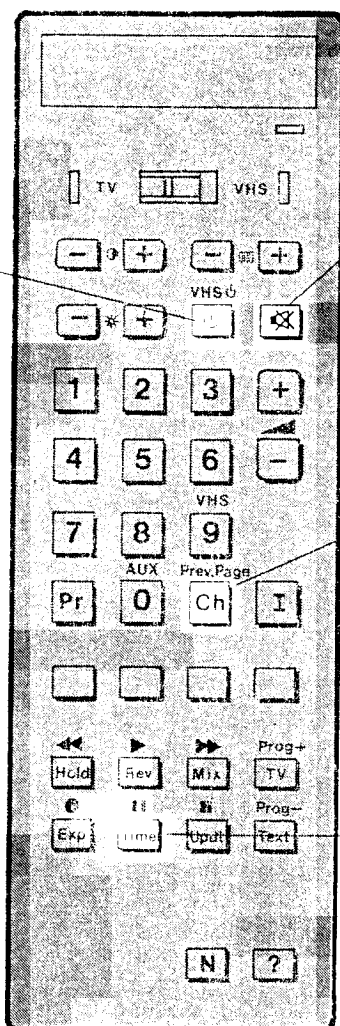 TV VHS
− + − +
VHS
− +
1 2 3 +
4 5 6 −
VHS
7 8 9
AUX Prev.Page
Pr 0 Ch I
Prog+
Hold Rev Mix TV
Prog−
Exp Time Updt Text
N ?